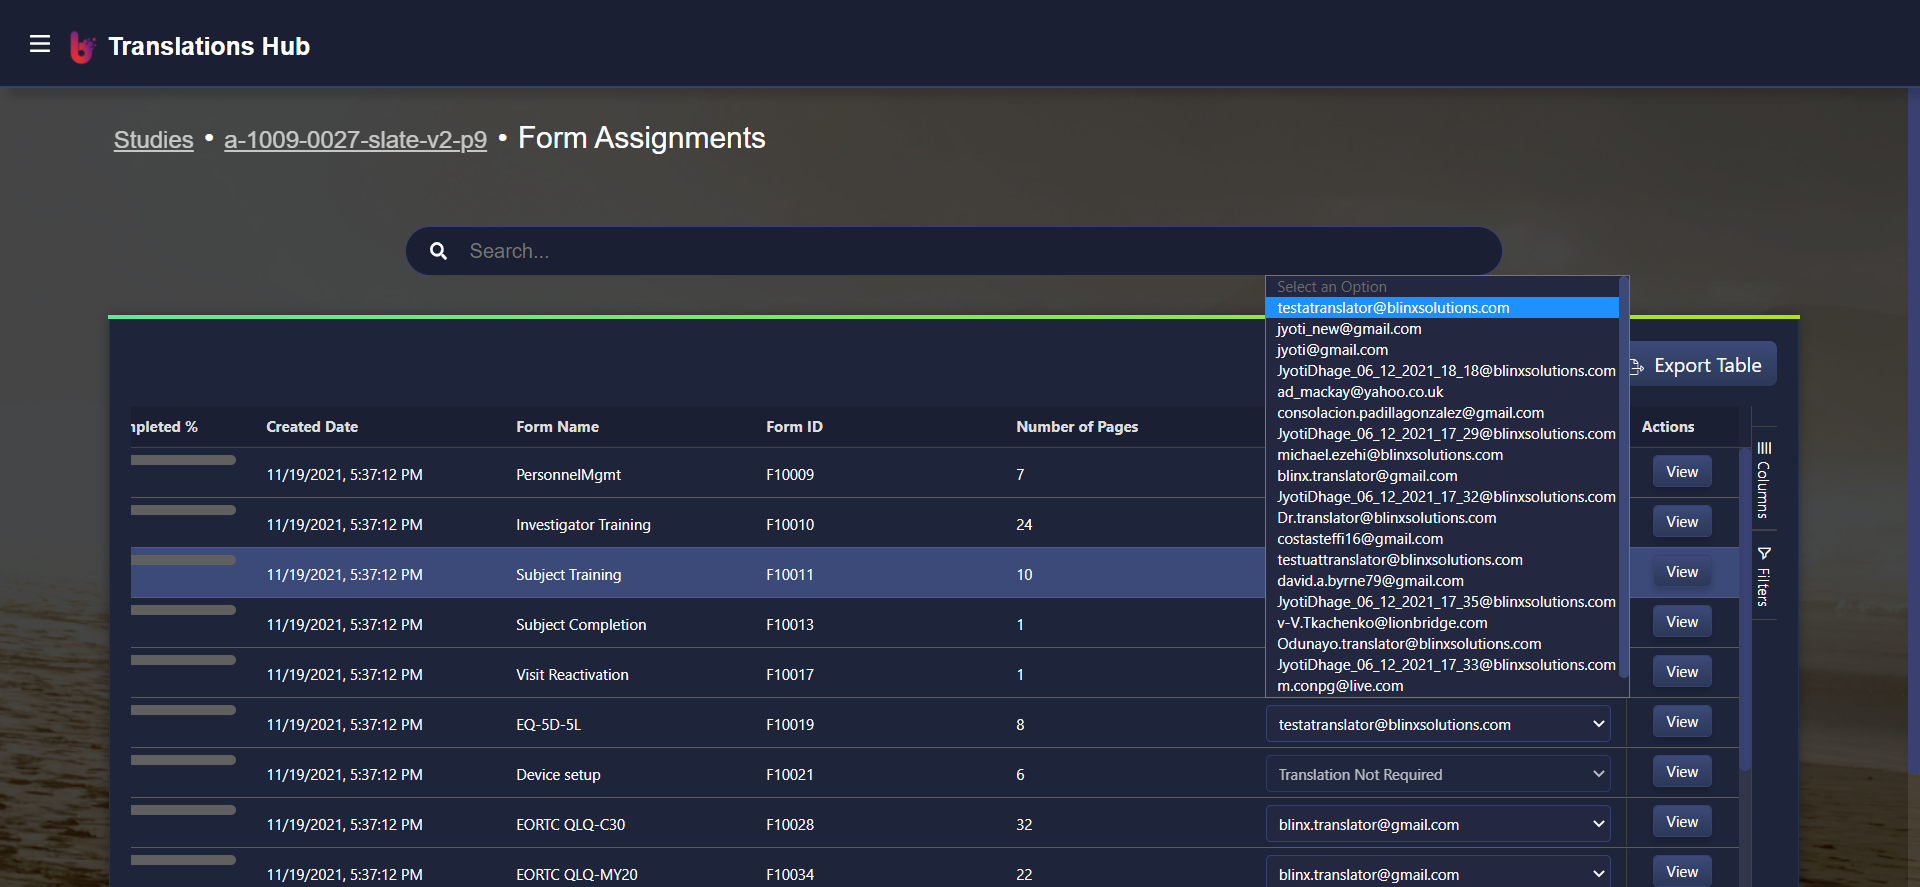 Translations Hub
Studies • a-1009-0027-slate-v2-p9 • Form Assignments
Search...
Select an Option
testatranslator@blinxsolutions.com
jyoti_new@gmail.com
jyoti@gmail.com
JyotiDhage_06_12_2021_18_18@blinxsolutions.com
ad_mackay@yahoo.co.uk
consolacion.padillagonzalez@gmail.com
JyotiDhage_06_12_2021_17_29@blinxsolutions.com
michael.ezehi@blinxsolutions.com
blinx.translator@gmail.com
JyotiDhage_06_12_2021_17_32@blinxsolutions.com
Dr.translator@blinxsolutions.com
costasteffi16@gmail.com
testuattranslator@blinxsolutions.com
david.a.byrne79@gmail.com
JyotiDhage_06_12_2021_17_35@blinxsolutions.com
v-V.Tkachenko@lionbridge.com
Odunayo.translator@blinxsolutions.com
JyotiDhage_06_12_2021_17_33@blinxsolutions.com
m.conpg@live.com
Export Table
npleted % Created Date Form Name Form ID Number of Pages Actions
11/19/2021, 5:37:12 PM PersonnelMgmt F10009 7 View
11/19/2021, 5:37:12 PM Investigator Training F10010 24 View
11/19/2021, 5:37:12 PM Subject Training F10011 10 View
11/19/2021, 5:37:12 PM Subject Completion F10013 1 View
11/19/2021, 5:37:12 PM Visit Reactivation F10017 1 View
11/19/2021, 5:37:12 PM EQ-5D-5L F10019 8 testatranslator@blinxsolutions.com View
11/19/2021, 5:37:12 PM Device setup F10021 6 Translation Not Required View
11/19/2021, 5:37:12 PM EORTC QLQ-C30 F10028 32 blinx.translator@gmail.com View
11/19/2021, 5:37:12 PM EORTC QLQ-MY20 F10034 22 blinx.translator@gmail.com View
Columns
Filters